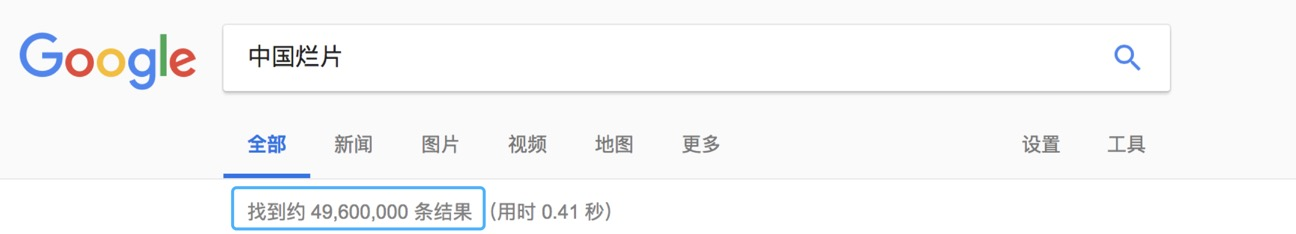 Google 中国烂片
全部 新闻 图片 视频 地图 更多 设置 工具
找到约 49,600,000 条结果 （用时 0.41 秒）